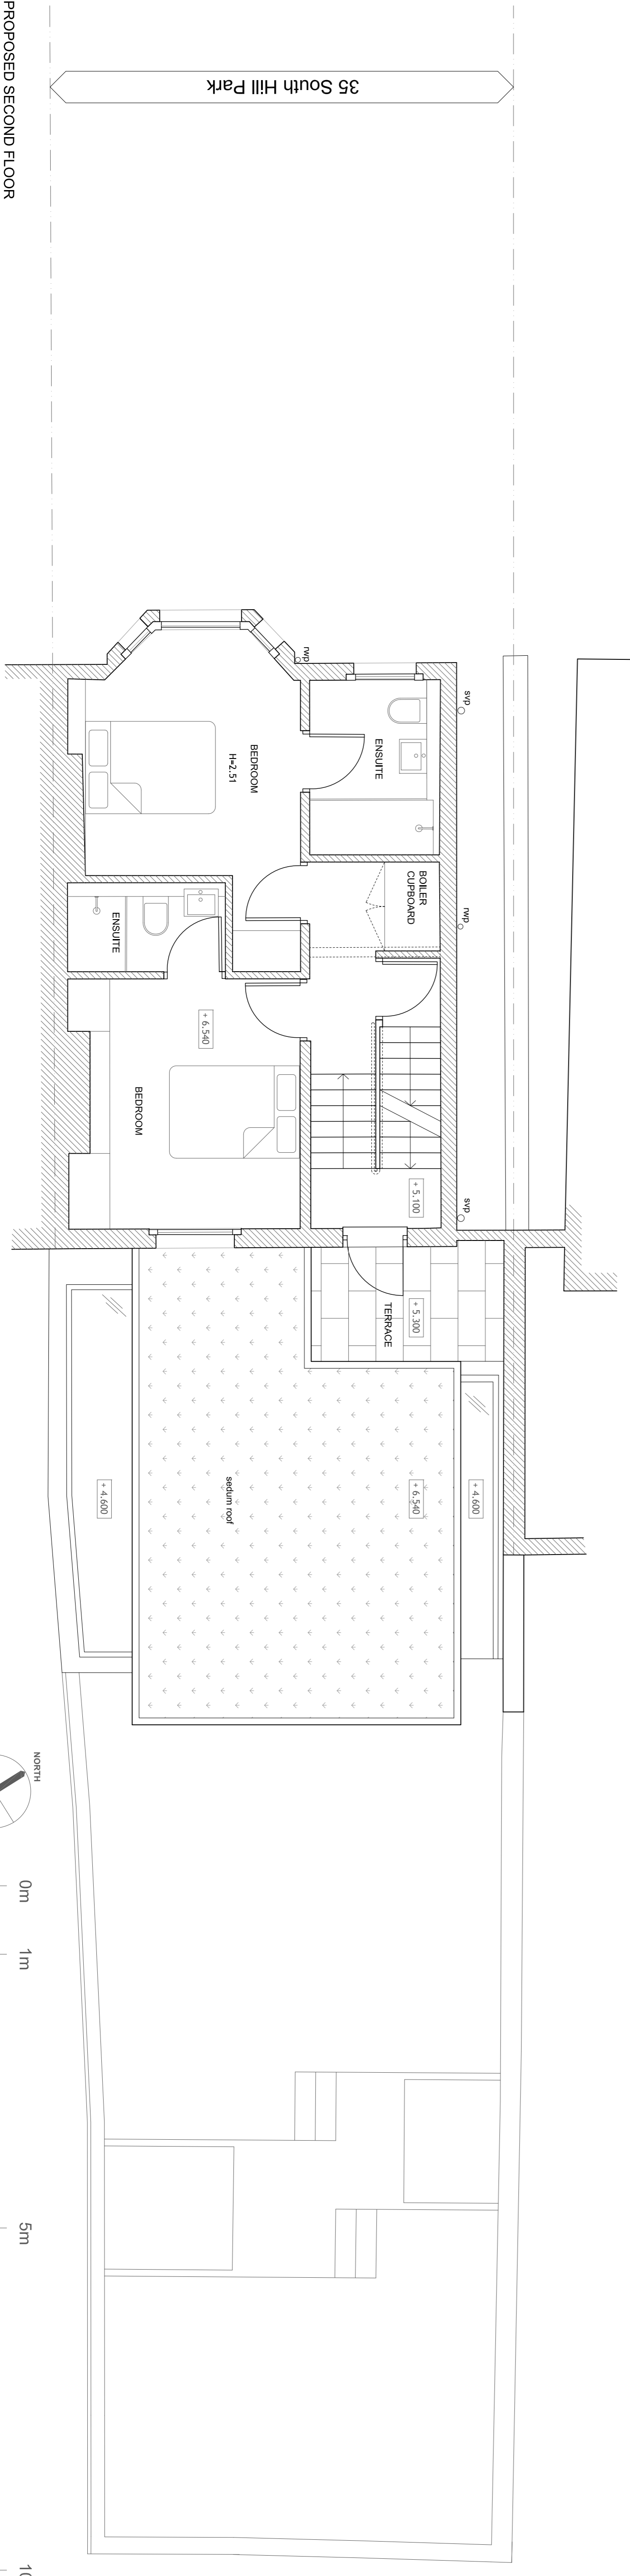 PROPOSED SECOND FLOOR
35 South Hill Park
rwp
svp
ENSUITE
BEDROOM
H=2.51
BOILER
CUPBOARD
rwp
ENSUITE
+ 6.540
BEDROOM
+ 5.100
svp
TERRACE
+ 5.300
+ 4.600
sedum roof
+ 6.540
+ 4.600
NORTH
0m
1m
5m